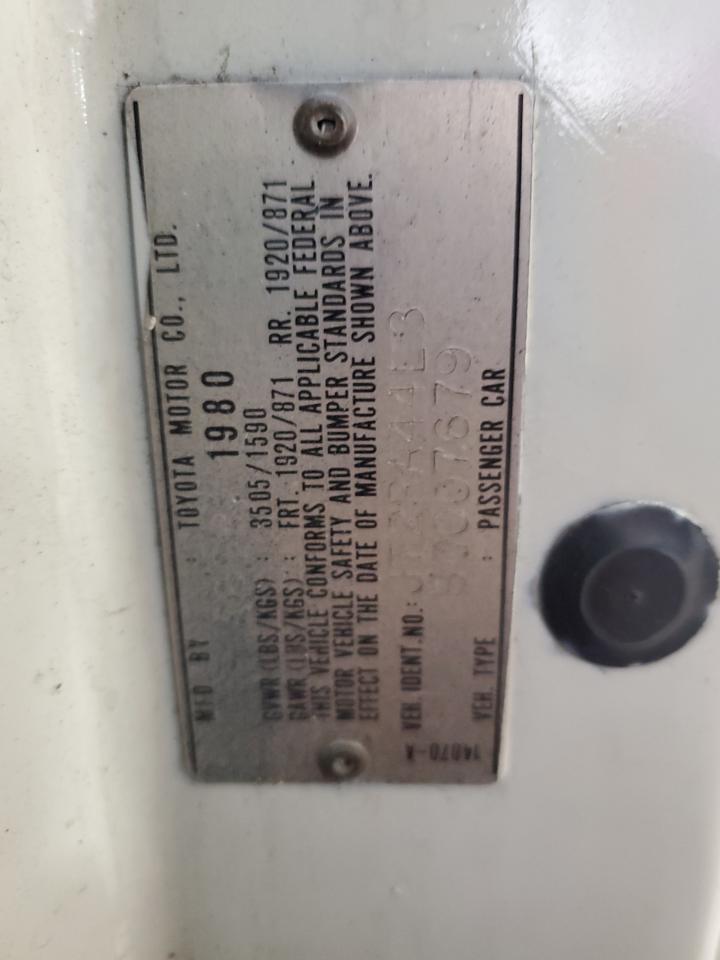 MFD BY : TOYOTA MOTOR CO., LTD.
1980
GVWR (LBS/KGS) : 3505/1590
GAWR (LBS/KGS) : FRT. 1920/871 RR. 1920/871
THIS VEHICLE CONFORMS TO ALL APPLICABLE FEDERAL
MOTOR VEHICLE SAFETY AND BUMPER STANDARDS IN
EFFECT ON THE DATE OF MANUFACTURE SHOWN ABOVE.
VEH. IDENT. NO.:
VEH. TYPE : PASSENGER CAR